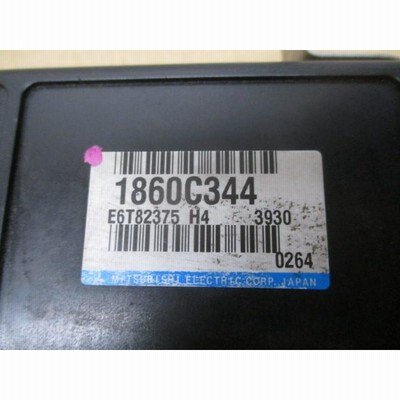 1860C344
E6T82375 H4 3930
0264
MITSUBISHI ELECTRIC CORP. JAPAN